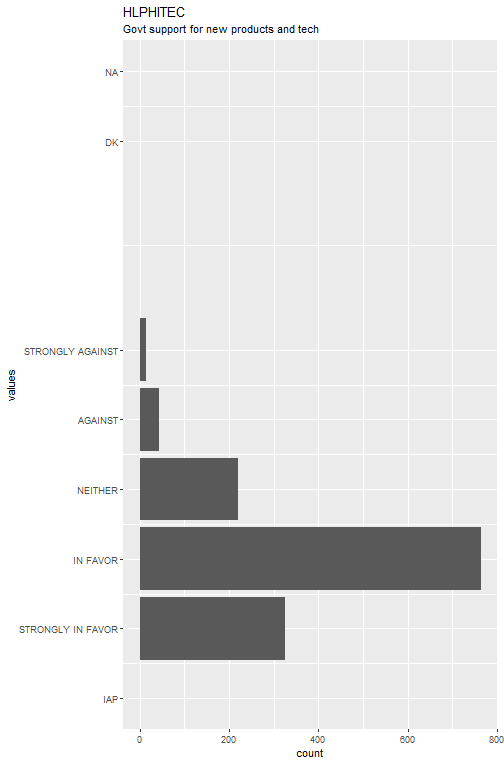 HLPHITEC
Govt support for new products and tech
NA
DK
STRONGLY AGAINST
AGAINST
NEITHER
IN FAVOR
STRONGLY IN FAVOR
IAP
values
0 200 400 600 800
count